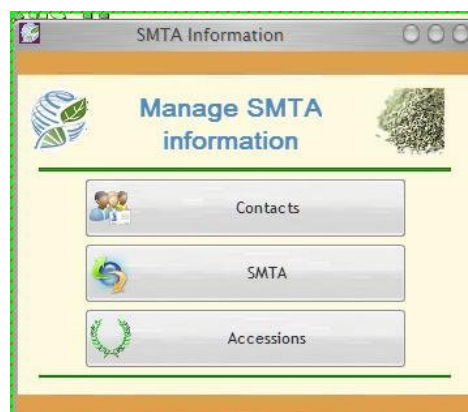 SMTA Information
Manage SMTA
information
Contacts
SMTA
Accessions